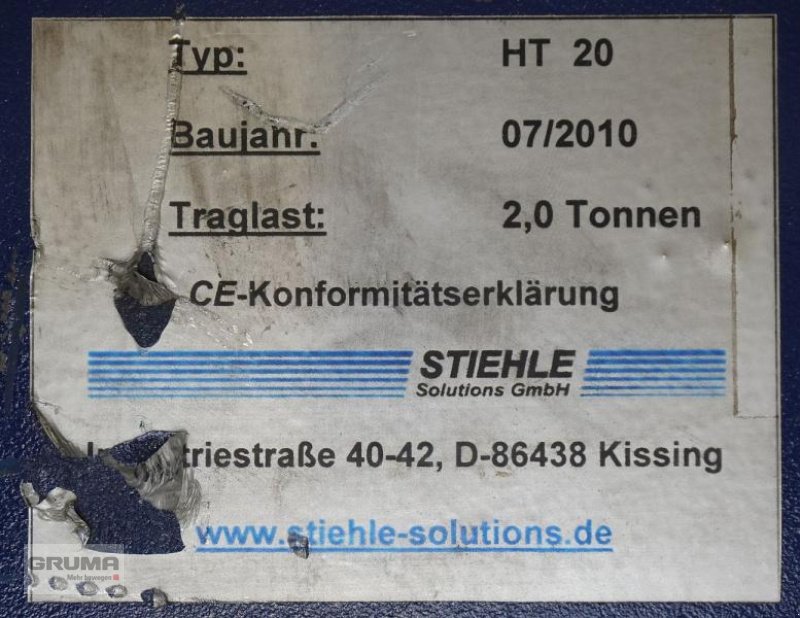 Typ: HT 20
Baujahr: 07/2010
Traglast: 2,0 Tonnen
CE-Konformitätserklärung
STIEHLE
Solutions GmbH
40-42, D-86438 Kissing
www.stiehle-solutions.de
GRUMA
Mehr bewegen